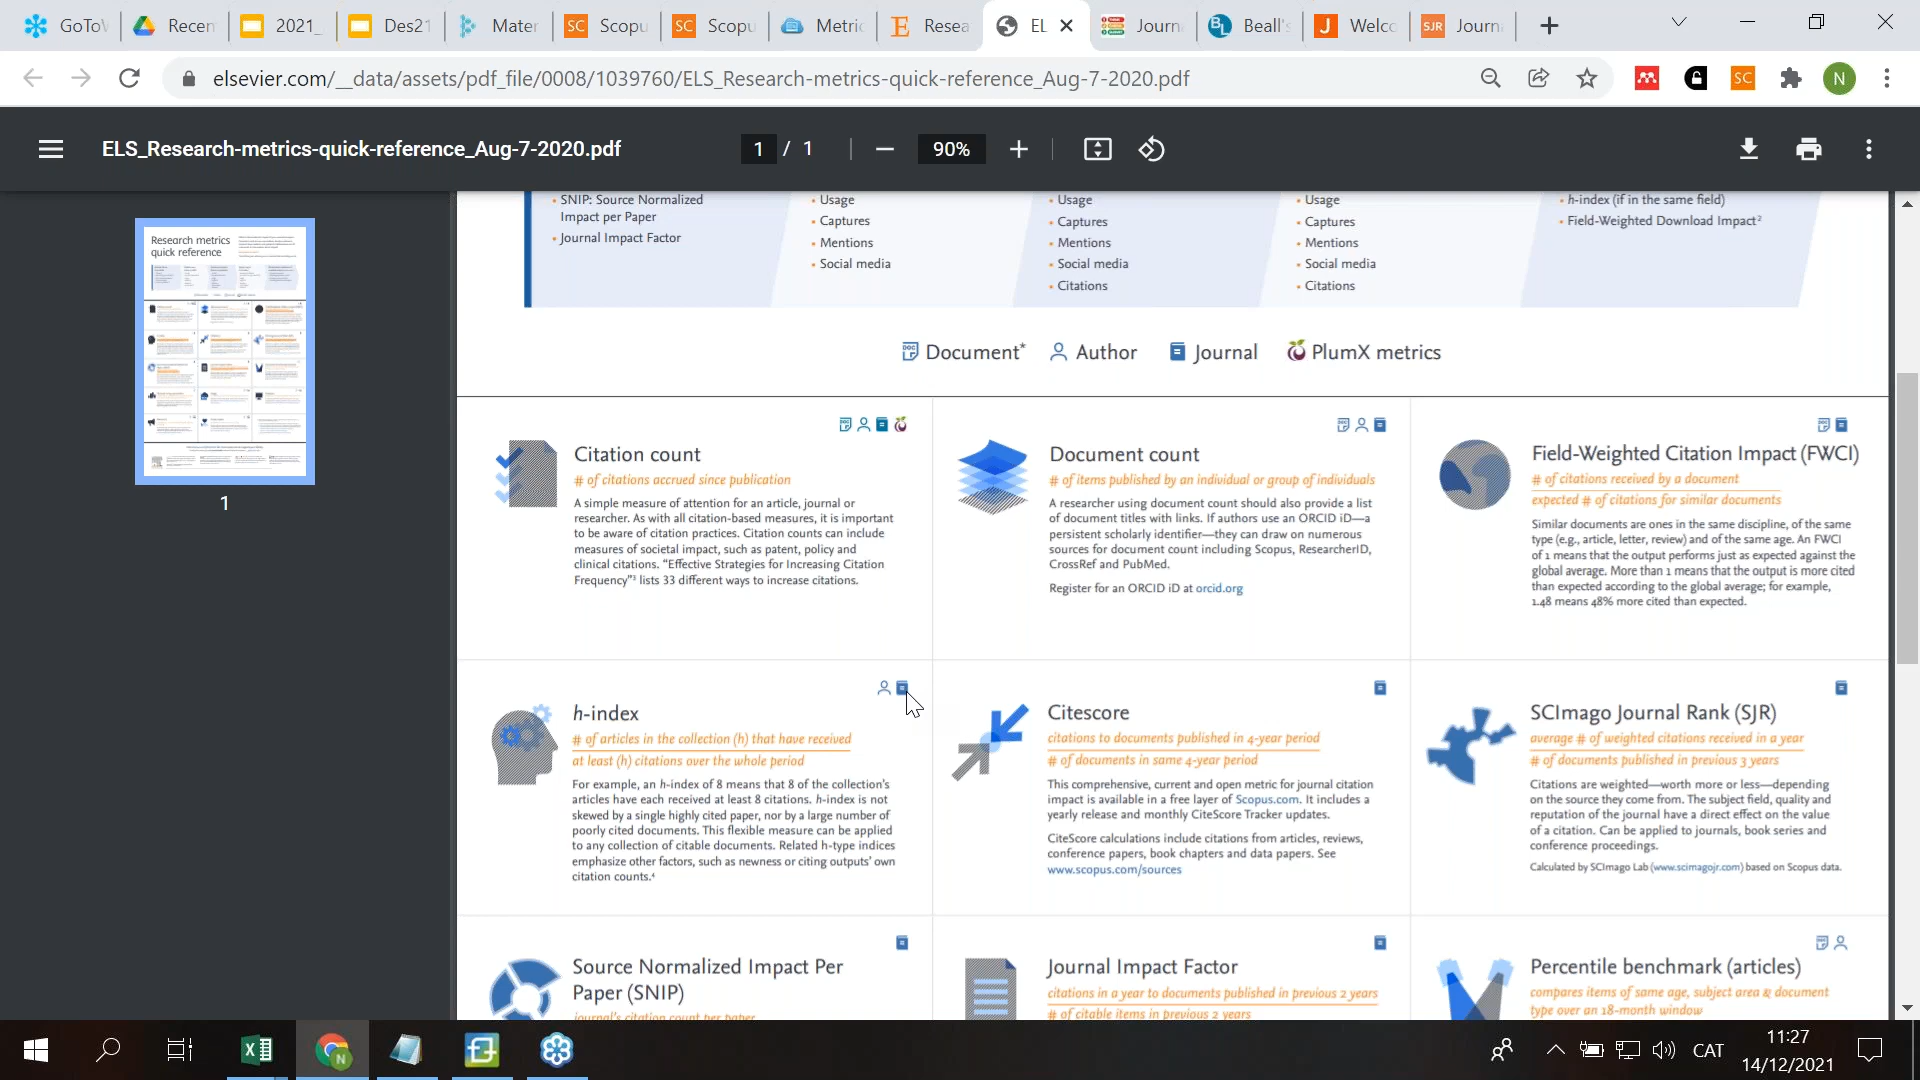 GoToW
Recen
2021_
Des21
Mater
Scopu
Scopu
Metric
Resea
EL
Journa
Beall's
Welco
Journa
elsevier.com/__data/assets/pdf_file/0008/1039760/ELS_Research-metrics-quick-reference_Aug-7-2020.pdf
SC
N
ELS_Research-metrics-quick-reference_Aug-7-2020.pdf
1 / 1
90%
Research metrics
quick reference
1
• SNIP: Source Normalized
Impact per Paper
• Journal Impact Factor
• Usage
• Captures
• Mentions
• Social media
• Usage
• Captures
• Mentions
• Social media
• Citations
• Usage
• Captures
• Mentions
• Social media
• Citations
• h-index (if in the same field)
• Field-Weighted Download Impact²
Document* Author Journal PlumX metrics
Citation count
# of citations accrued since publication
A simple measure of attention for an article, journal or
researcher. As with all citation-based measures, it is important
to be aware of citation practices. Citation counts can include
measures of societal impact, such as patent, policy and
clinical citations. “Effective Strategies for Increasing Citation
Frequency”³ lists 33 different ways to increase citations.
Document count
# of items published by an individual or group of individuals
A researcher using document count should also provide a list
of document titles with links. If authors use an ORCID iD—a
persistent scholarly identifier—they can draw on numerous
sources for document count including Scopus, ResearcherID,
CrossRef and PubMed.
Register for an ORCID iD at orcid.org
Field-Weighted Citation Impact (FWCI)
# of citations received by a document
expected # of citations for similar documents
Similar documents are ones in the same discipline, of the same
type (e.g., article, letter, review) and of the same age. An FWCI
of 1 means that the output performs just as expected against the
global average. More than 1 means that the output is more cited
than expected according to the global average; for example,
1.48 means 48% more cited than expected.
h-index
# of articles in the collection (h) that have received
at least (h) citations over the whole period
For example, an h-index of 8 means that 8 of the collection’s
articles have each received at least 8 citations. h-index is not
skewed by a single highly cited paper, nor by a large number of
poorly cited documents. This flexible measure can be applied
to any collection of citable documents. Related h-type indices
emphasize other factors, such as newness or citing outputs’ own
citation counts.⁴
Citescore
citations to documents published in 4-year period
# of documents in same 4-year period
This comprehensive, current and open metric for journal citation
impact is available in a free layer of Scopus.com. It includes a
yearly release and monthly CiteScore Tracker updates.
CiteScore calculations include citations from articles, reviews,
conference papers, book chapters and data papers. See
www.scopus.com/sources
SCImago Journal Rank (SJR)
average # of weighted citations received in a year
# of documents published in previous 3 years
Citations are weighted—worth more or less—depending
on the source they come from. The subject field, quality and
reputation of the journal have a direct effect on the value
of a citation. Can be applied to journals, book series and
conference proceedings.
Calculated by SCImago Lab (www.scimagojr.com) based on Scopus data.
Source Normalized Impact Per
Paper (SNIP)
journal’s citation count per paper
Journal Impact Factor
citations in a year to documents published in previous 2 years
# of citable items in previous 2 years
Percentile benchmark (articles)
compares items of same age, subject area & document
type over an 18-month window
CAT
11:27
14/12/2021